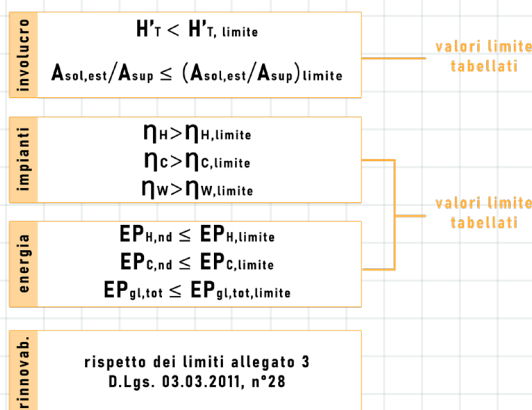 involucro
H'T < H'T, limite
Asol,est/Asup ≤ (Asol,est/Asup)limite
valori limite
tabellati
impianti
ηH>ηH,limite
ηC>ηC,limite
ηW>ηW,limite
valori limite
tabellati
energia
EPH,nd ≤ EPH,limite
EPC,nd ≤ EPC,limite
EPgl,tot ≤ EPgl,tot,limite
rinnovab.
rispetto dei limiti allegato 3
D.Lgs. 03.03.2011, n°28